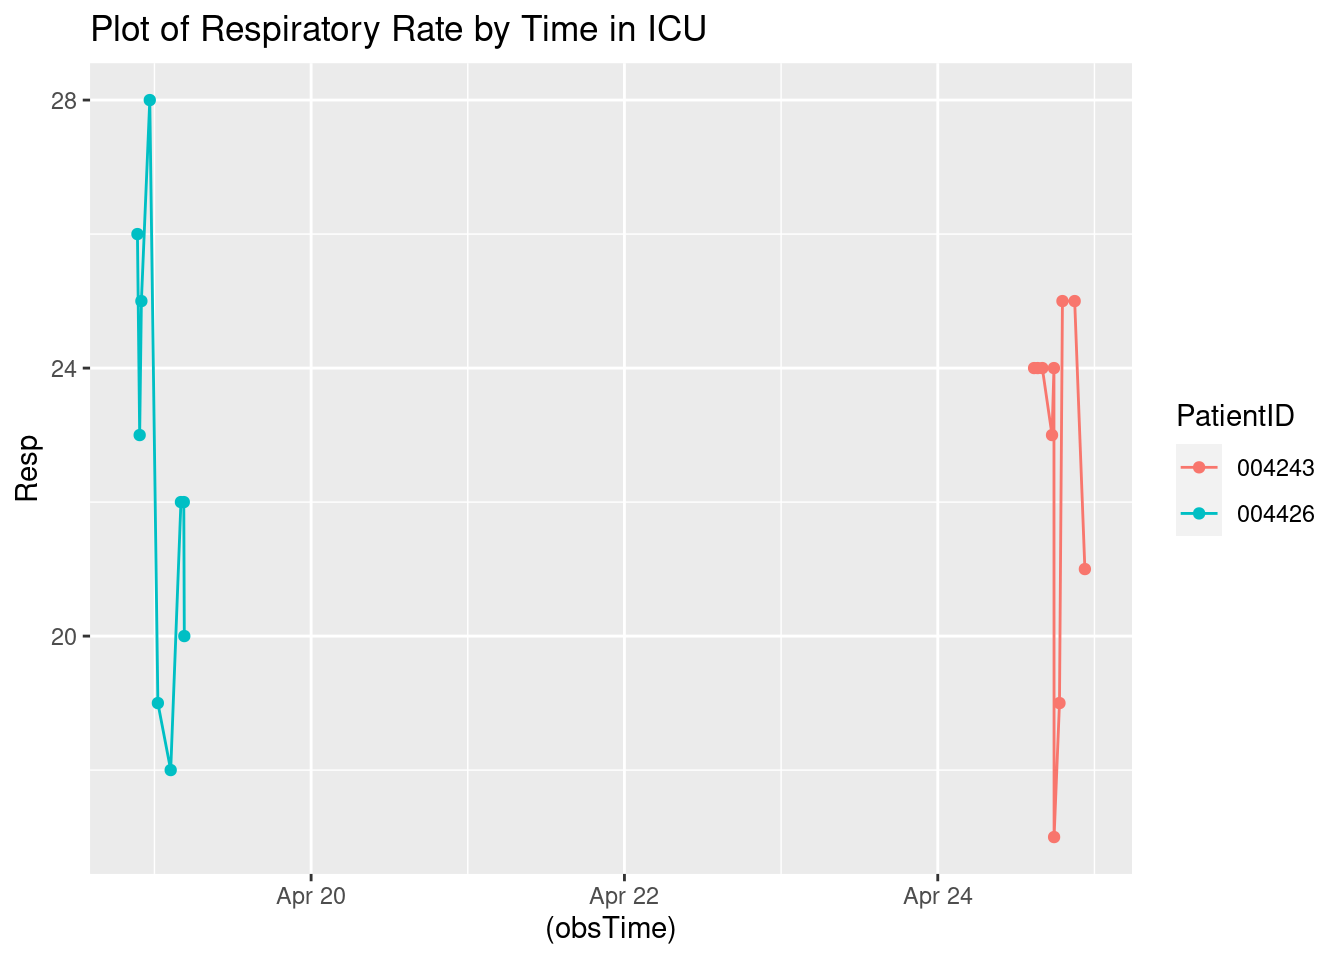 Plot of Respiratory Rate by Time in ICU
28
24
20
Resp
Apr 20
Apr 22
Apr 24
(obsTime)
PatientID
004243
004426